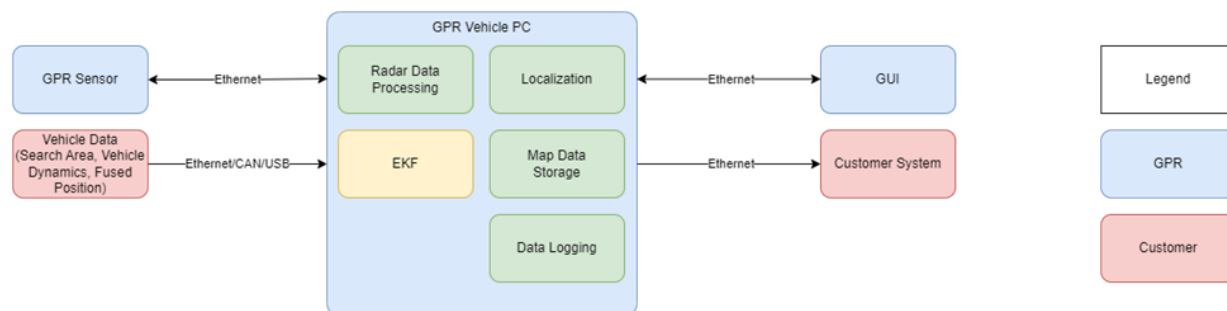 GPR Vehicle PC
GPR Sensor
Ethernet
Radar Data
Processing
Localization
Ethernet
GUI
Legend
Vehicle Data
(Search Area, Vehicle
Dynamics, Fused
Position)
Ethernet/CAN/USB
EKF
Map Data
Storage
Ethernet
Customer System
GPR
Data Logging
Customer